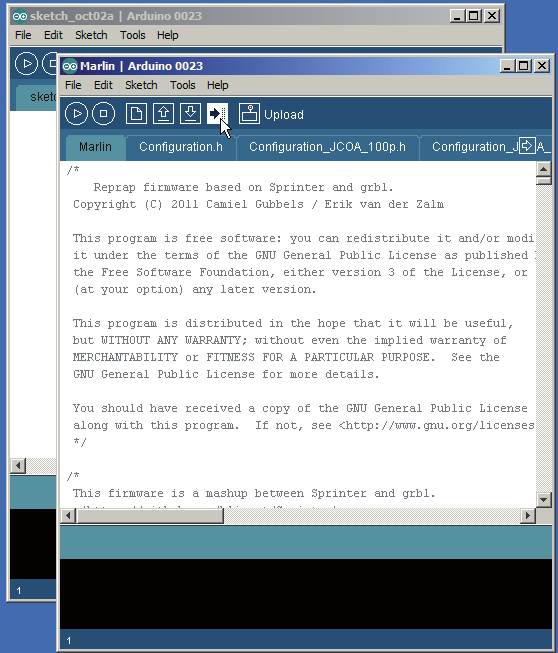 sketch_oct02a | Arduino 0023
File Edit Sketch Tools Help
Marlin | Arduino 0023
File Edit Sketch Tools Help
Upload
Marlin Configuration.h Configuration_JCOA_100p.h
/*
Reprap firmware based on Sprinter and grbl.
Copyright (C) 2011 Camiel Gubbels / Erik van der Zalm
This program is free software: you can redistribute it and/or modi
it under the terms of the GNU General Public License as published
the Free Software Foundation, either version 3 of the License, or
(at your option) any later version.
This program is distributed in the hope that it will be useful,
but WITHOUT ANY WARRANTY; without even the implied warranty of
MERCHANTABILITY or FITNESS FOR A PARTICULAR PURPOSE.  See the
GNU General Public License for more details.
You should have received a copy of the GNU General Public License
along with this program.  If not, see <http://www.gnu.org/licenses
*/
/*
This firmware is a mashup between Sprinter and grbl.
1
1